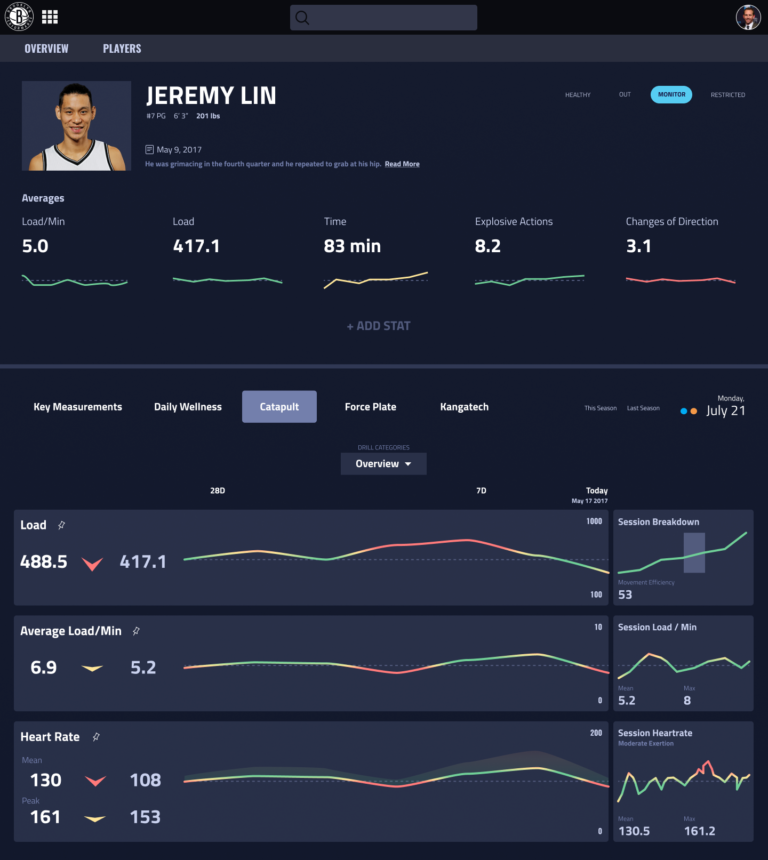 OVERVIEW PLAYERS
JEREMY LIN
HEALTHY OUT MONITOR RESTRICTED
#7 PG 6' 3" 201 lbs
May 9, 2017
He was grimacing in the fourth quarter and he repeated to grab at his hip. Read More
Averages
Load/Min Load Time Explosive Actions Changes of Direction
5.0 417.1 83 min 8.2 3.1
+ ADD STAT
Key Measurements Daily Wellness Catapult Force Plate Kangatech
This Season Last Season
Monday,
July 21
DRILL CATEGORIES
Overview
28D 7D Today
May 17 2017
Load
488.5 417.1
1000
100
Session Breakdown
Movement Efficiency
53
Average Load/Min
6.9 5.2
10
0
Session Load / Min
Mean Max
5.2 8
Heart Rate
Mean
130 108
Peak
161 153
200
0
Session Heartrate
Moderate Exertion
Mean Max
130.5 161.2